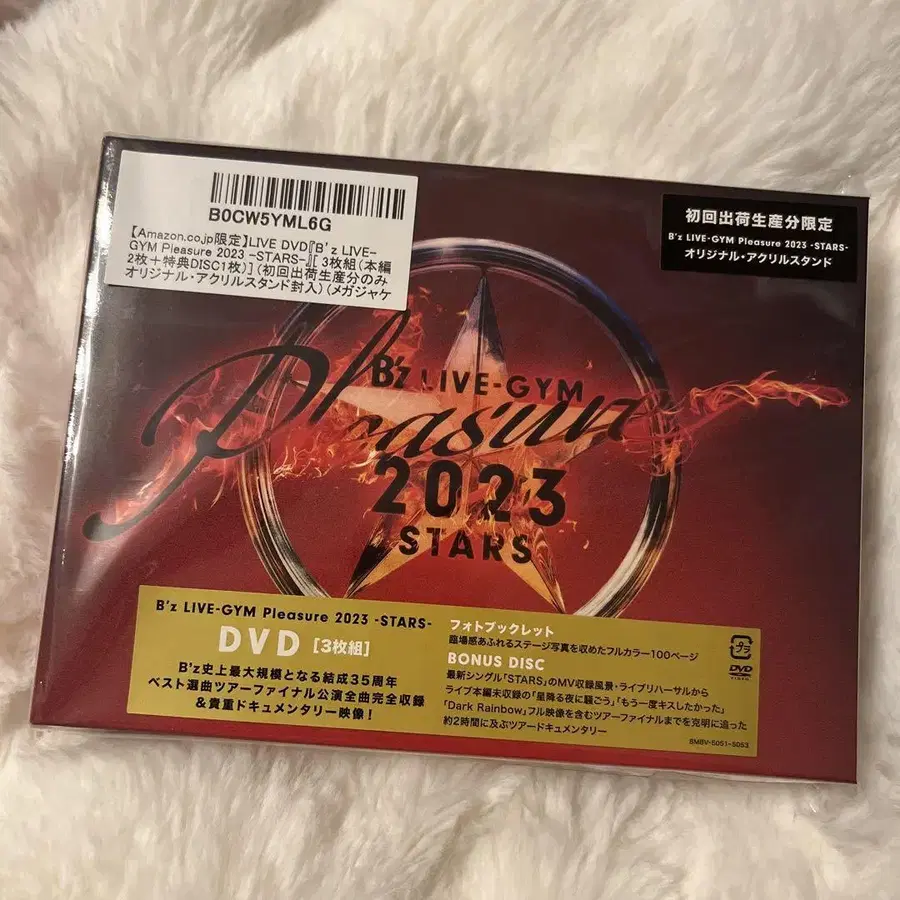 B0CW5YML6G
【Amazon.co.jp限定】LIVE DVD『B'z LIVE-
GYM Pleasure 2023 -STARS-』[ 3枚組(本編
2枚+特典DISC1枚)] (初回出荷生産分のみ
オリジナル・アクリルスタンド封入) (メガジャケ
初回出荷生産分限定
B'z LIVE-GYM Pleasure 2023 -STARS-
オリジナル・アクリルスタンド
B'z LIVE-GYM
Pleasure
2023
STARS
B'z LIVE-GYM Pleasure 2023 -STARS-
DVD [3枚組]
B'z史上最大規模となる結成35周年
ベスト選曲ツアーファイナル公演全曲完全収録
&貴重ドキュメンタリー映像!
フォトブックレット
臨場感あふれるステージ写真を収めたフルカラー100ページ
BONUS DISC
最新シングル「STARS」のMV収録風景・ライブリハーサルから
ライブ本編未収録の「星降る夜に騒ごう」「もう一度キスしたかった」
「Dark Rainbow」フル映像を含むツアーファイナルまでを克明に追った
約2時間に及ぶツアードキュメンタリー
プラ
DVD
VIDEO
BMBV-5051~5053